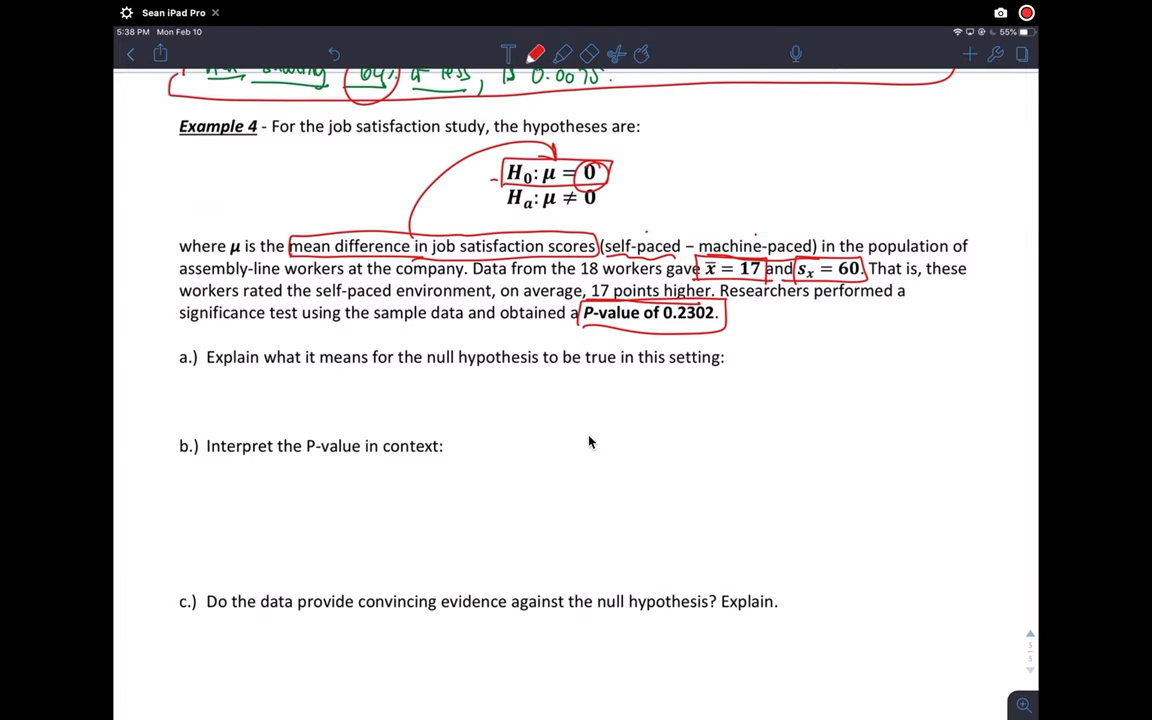 Sean iPad Pro
5:38 PM Mon Feb 10
55%
or less, is 0.0075.
Example 4 - For the job satisfaction study, the hypotheses are:
H₀: μ = 0
Hₐ: μ ≠ 0
where μ is the mean difference in job satisfaction scores (self-paced − machine-paced) in the population of
assembly-line workers at the company. Data from the 18 workers gave x̄ = 17 and sₓ = 60. That is, these
workers rated the self-paced environment, on average, 17 points higher. Researchers performed a
significance test using the sample data and obtained a P-value of 0.2302.
a.) Explain what it means for the null hypothesis to be true in this setting:
b.) Interpret the P-value in context:
c.) Do the data provide convincing evidence against the null hypothesis? Explain.
5
5